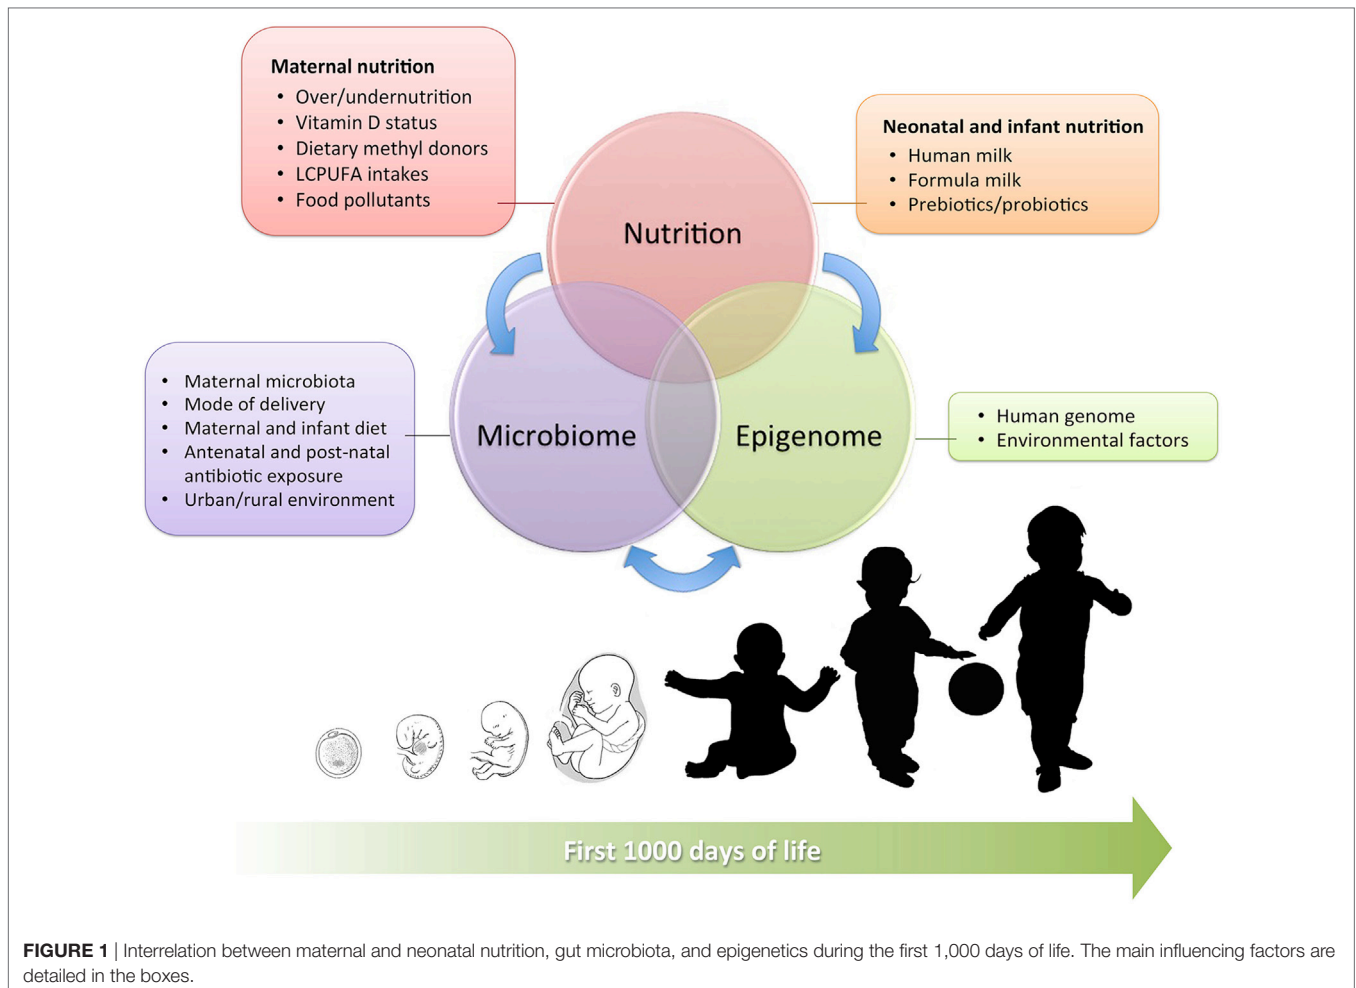 Maternal nutrition
• Over/undernutrition
• Vitamin D status
• Dietary methyl donors
• LCPUFA intakes
• Food pollutants
Neonatal and infant nutrition
• Human milk
• Formula milk
• Prebiotics/probiotics
Nutrition
• Maternal microbiota
• Mode of delivery
• Maternal and infant diet
• Antenatal and post-natal
antibiotic exposure
• Urban/rural environment
Microbiome
Epigenome
• Human genome
• Environmental factors
First 1000 days of life
FIGURE 1 | Interrelation between maternal and neonatal nutrition, gut microbiota, and epigenetics during the first 1,000 days of life. The main influencing factors are
detailed in the boxes.